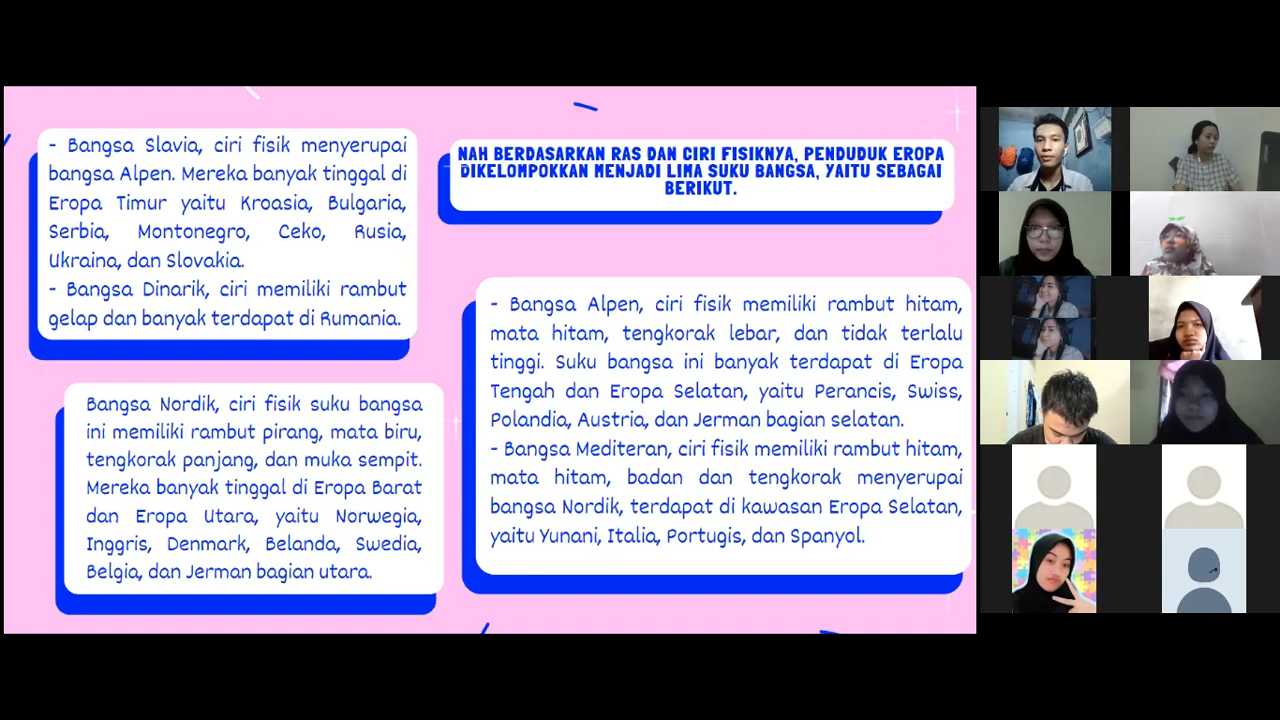 - Bangsa Slavia, ciri fisik menyerupai
bangsa Alpen. Mereka banyak tinggal di
Eropa Timur yaitu Kroasia, Bulgaria,
Serbia, Montonegro, Ceko, Rusia,
Ukraina, dan Slovakia.
- Bangsa Dinarik, ciri memiliki rambut
gelap dan banyak terdapat di Rumania.
NAH BERDASARKAN RAS DAN CIRI FISIKNYA, PENDUDUK EROPA
DIKELOMPOKKAN MENJADI LIMA SUKU BANGSA, YAITU SEBAGAI
BERIKUT.
Bangsa Nordik, ciri fisik suku bangsa
ini memiliki rambut pirang, mata biru,
tengkorak panjang, dan muka sempit.
Mereka banyak tinggal di Eropa Barat
dan Eropa Utara, yaitu Norwegia,
Inggris, Denmark, Belanda, Swedia,
Belgia, dan Jerman bagian utara.
- Bangsa Alpen, ciri fisik memiliki rambut hitam,
mata hitam, tengkorak lebar, dan tidak terlalu
tinggi. Suku bangsa ini banyak terdapat di Eropa
Tengah dan Eropa Selatan, yaitu Perancis, Swiss,
Polandia, Austria, dan Jerman bagian selatan.
- Bangsa Mediteran, ciri fisik memiliki rambut hitam,
mata hitam, badan dan tengkorak menyerupai
bangsa Nordik, terdapat di kawasan Eropa Selatan,
yaitu Yunani, Italia, Portugis, dan Spanyol.